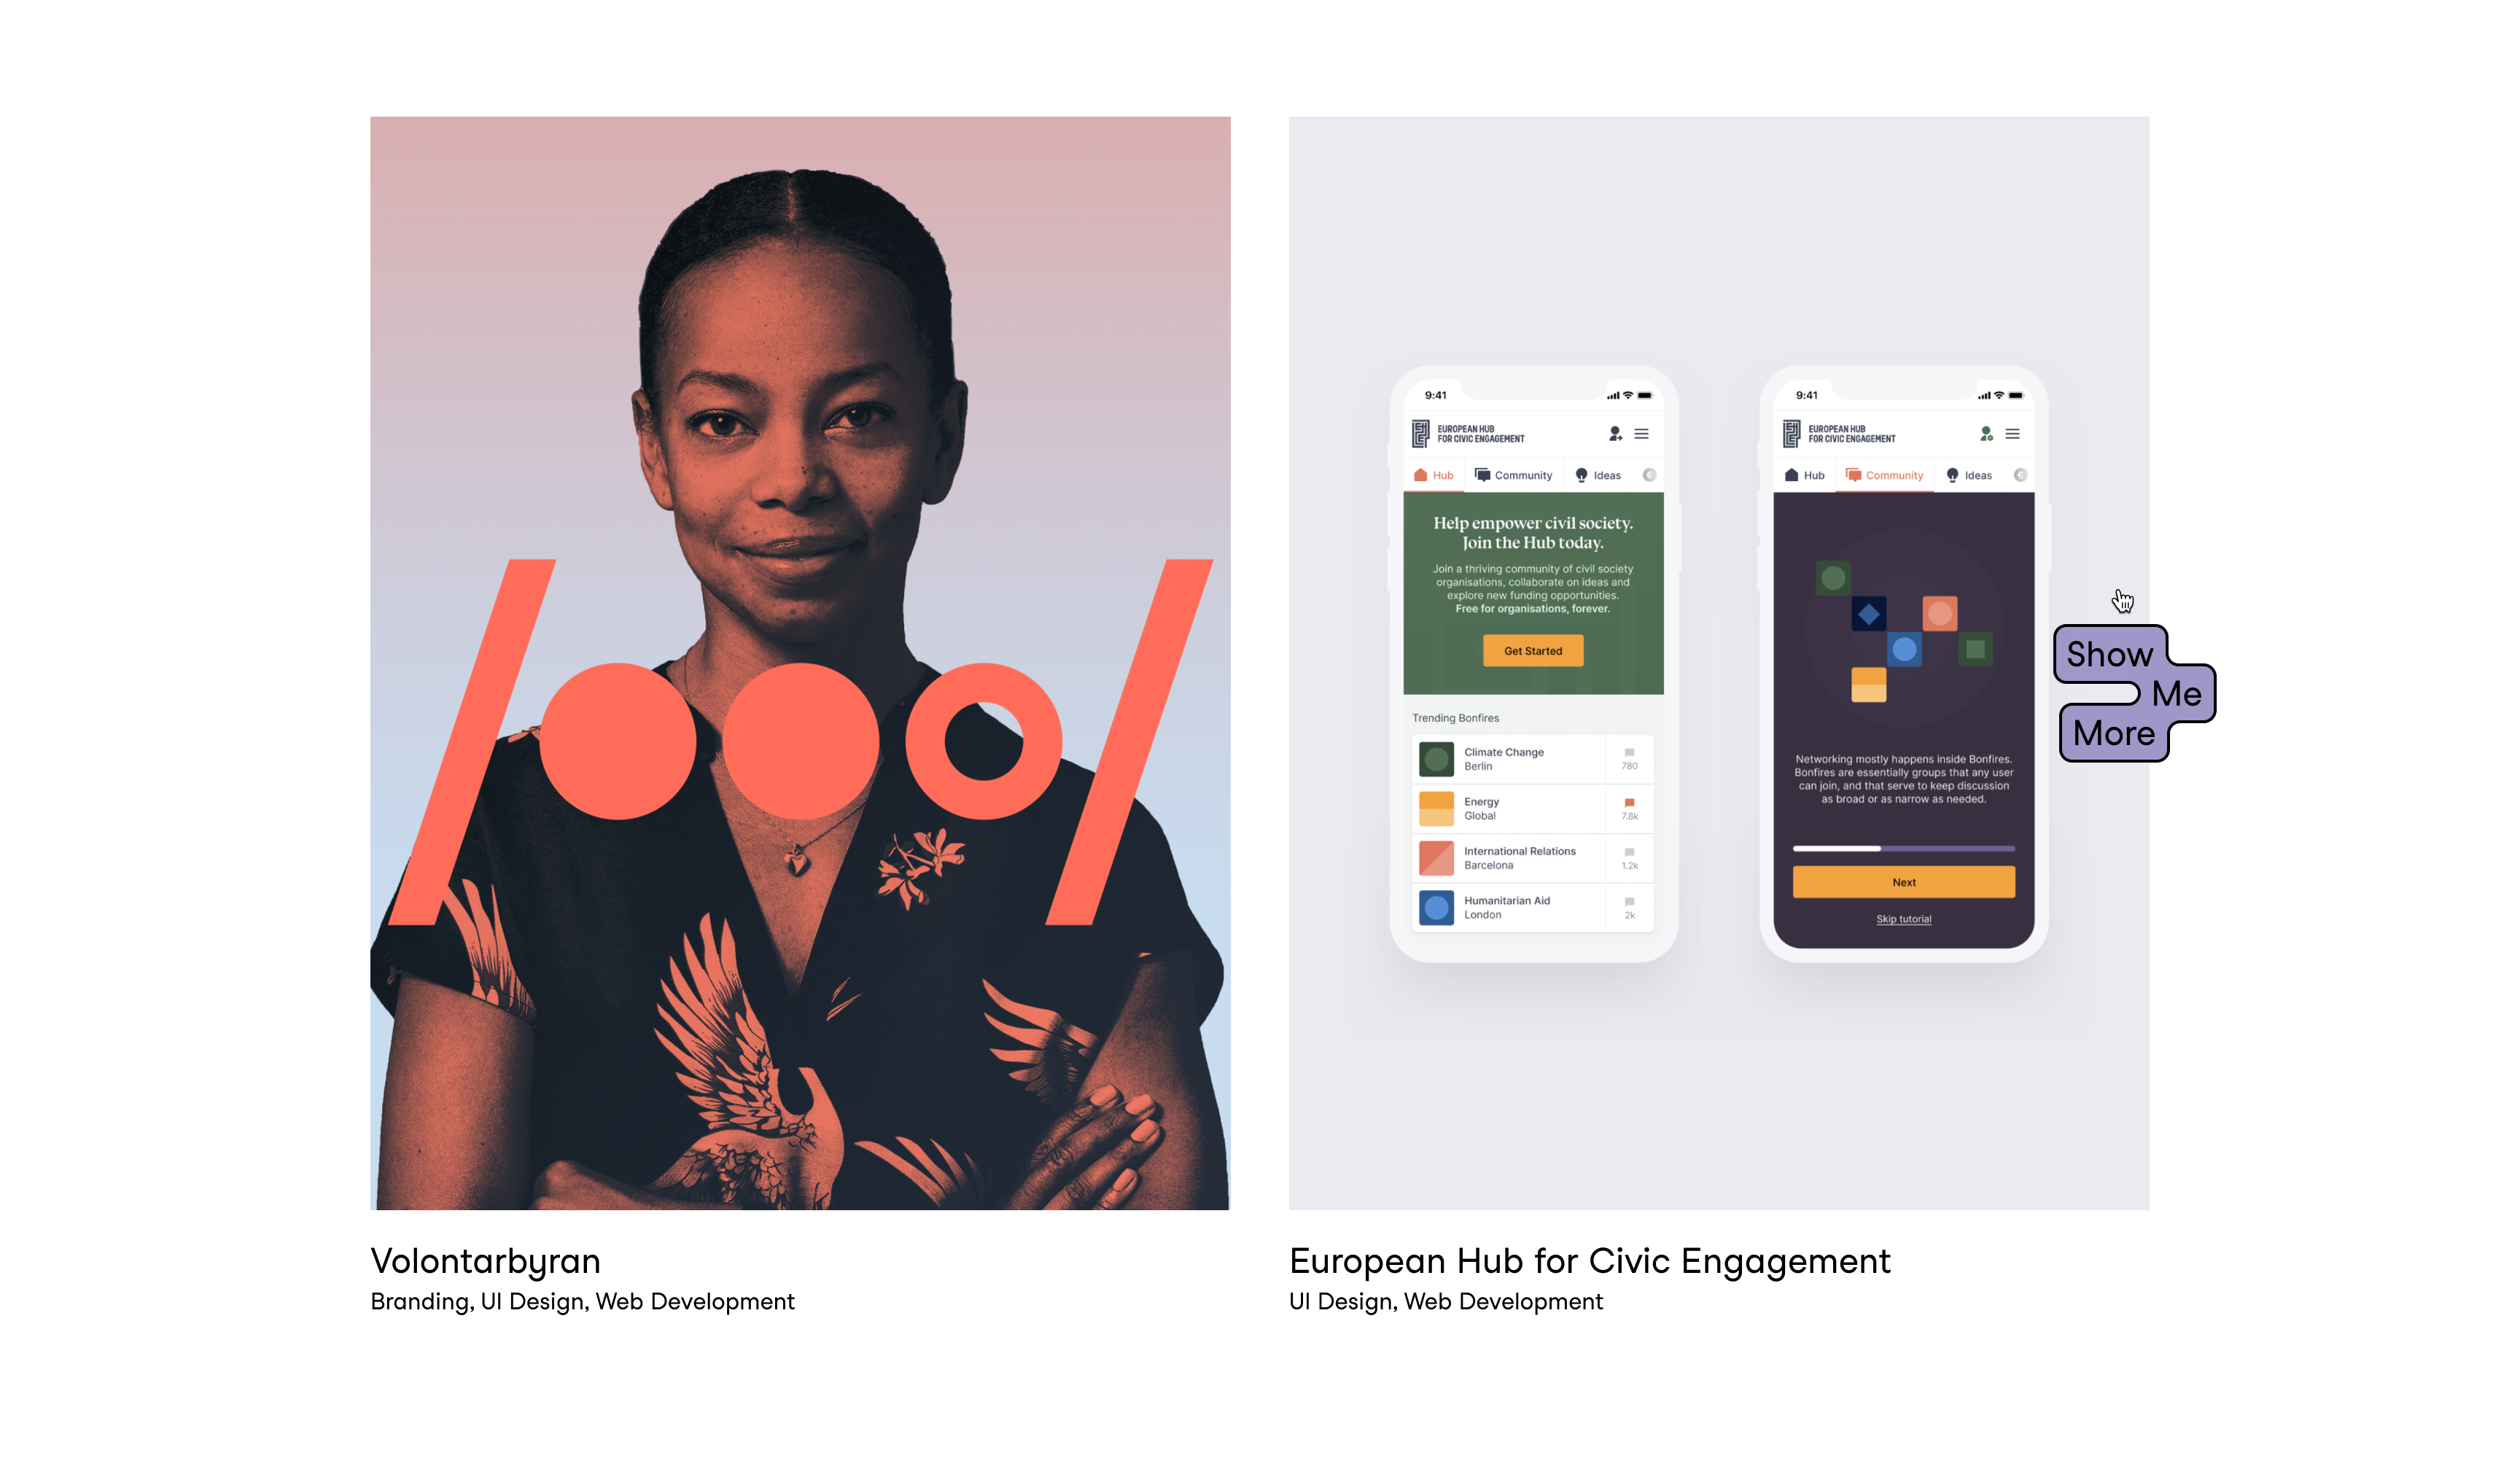 Volontarbyran
Branding, UI Design, Web Development
9:41
EUROPEAN HUB
FOR CIVIC ENGAGEMENT
Hub
Community
Ideas
€
Help empower civil society.
Join the Hub today.
Join a thriving community of civil society
organisations, collaborate on ideas and
explore new funding opportunities.
Free for organisations, forever.
Get Started
Trending Bonfires
Climate Change
Berlin
780
Energy
Global
7.8k
International Relations
Barcelona
1.2k
Humanitarian Aid
London
2k
9:41
EUROPEAN HUB
FOR CIVIC ENGAGEMENT
Hub
Community
Ideas
€
Networking mostly happens inside Bonfires.
Bonfires are essentially groups that any user
can join, and that serve to keep discussion
as broad or as narrow as needed.
Next
Skip tutorial
Show
Me
More
European Hub for Civic Engagement
UI Design, Web Development